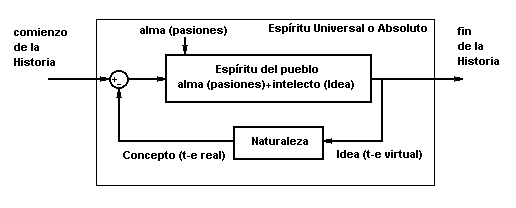 comienzo
de la
Historia
alma (pasiones)
Espíritu Universal o Absoluto
fin
de la
Historia
Espíritu del pueblo
alma (pasiones)+intelecto (Idea)
+
-
Naturaleza
Concepto (t-e real)
Idea (t-e virtual)